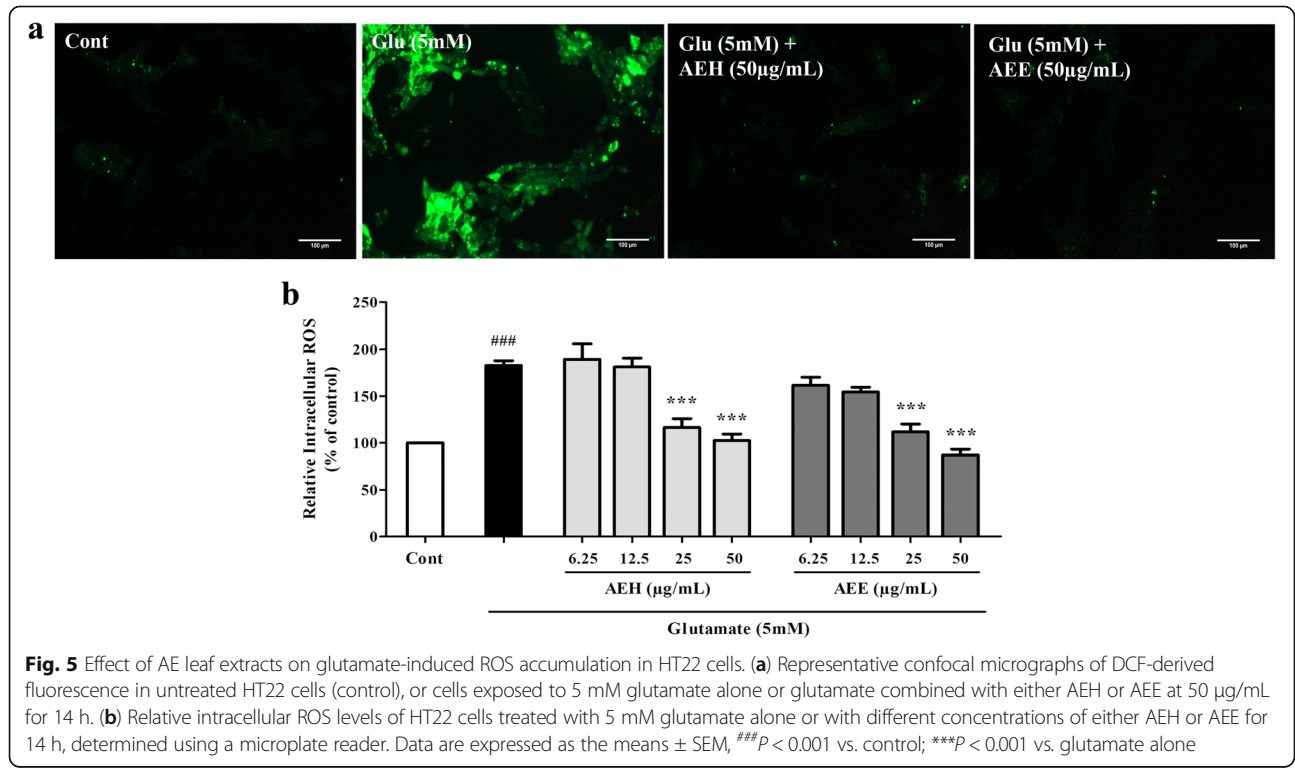 a
Cont
Glu (5mM)
Glu (5mM) +
AEH (50µg/mL)
Glu (5mM) +
AEE (50µg/mL)
100 µm
100 µm
100 µm
100 µm
b
Relative Intracellular ROS
(% of control)
250
200
150
100
50
0
###
***
***
***
***
Cont
6.25 12.5 25 50
6.25 12.5 25 50
AEH (µg/mL)
AEE (µg/mL)
Glutamate (5mM)
Fig. 5 Effect of AE leaf extracts on glutamate-induced ROS accumulation in HT22 cells. (a) Representative confocal micrographs of DCF-derived
fluorescence in untreated HT22 cells (control), or cells exposed to 5 mM glutamate alone or glutamate combined with either AEH or AEE at 50 µg/mL
for 14 h. (b) Relative intracellular ROS levels of HT22 cells treated with 5 mM glutamate alone or with different concentrations of either AEH or AEE for
14 h, determined using a microplate reader. Data are expressed as the means ± SEM, ###P < 0.001 vs. control; ***P < 0.001 vs. glutamate alone